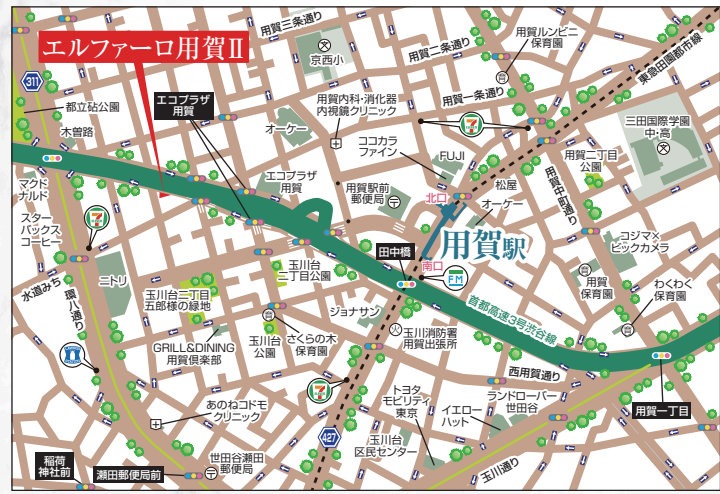 エルファーロ用賀Ⅱ
用賀三条通り
京西小
用賀二条通り
用賀ルンビニ
保育園
東急田園都市線
311
都立砧公園
エコプラザ
用賀
用賀内科・消化器
内視鏡クリニック
用賀一条通り
三田国際学園
中・高
木曽路
オーケー
ココカラ
ファイン
FUJI
用賀二丁目
公園
マクド
ナルド
エコプラザ
用賀
用賀駅前
郵便局
北口
松屋
オーケー
用賀中町通り
スター
バックス
コーヒー
用賀駅
コジマ×
ビックカメラ
水道みち
環八通り
ニトリ
玉川台二丁目
五郎様の緑地
玉川台
二丁目公園
田中橋
南口
FM
首都高速3号渋谷線
用賀
保育園
わくわく
保育園
ジョナサン
玉川消防署
用賀出張所
GRILL&DINING
用賀倶楽部
玉川台
公園
さくらの木
保育園
西用賀通り
あのねコドモ
クリニック
トヨタ
モビリティ
東京
イエロー
ハット
ランドローバー
世田谷
用賀一丁目
427
玉川台
区民センター
玉川通り
稲荷
神社前
瀬田郵便局前
世田谷瀬田
郵便局